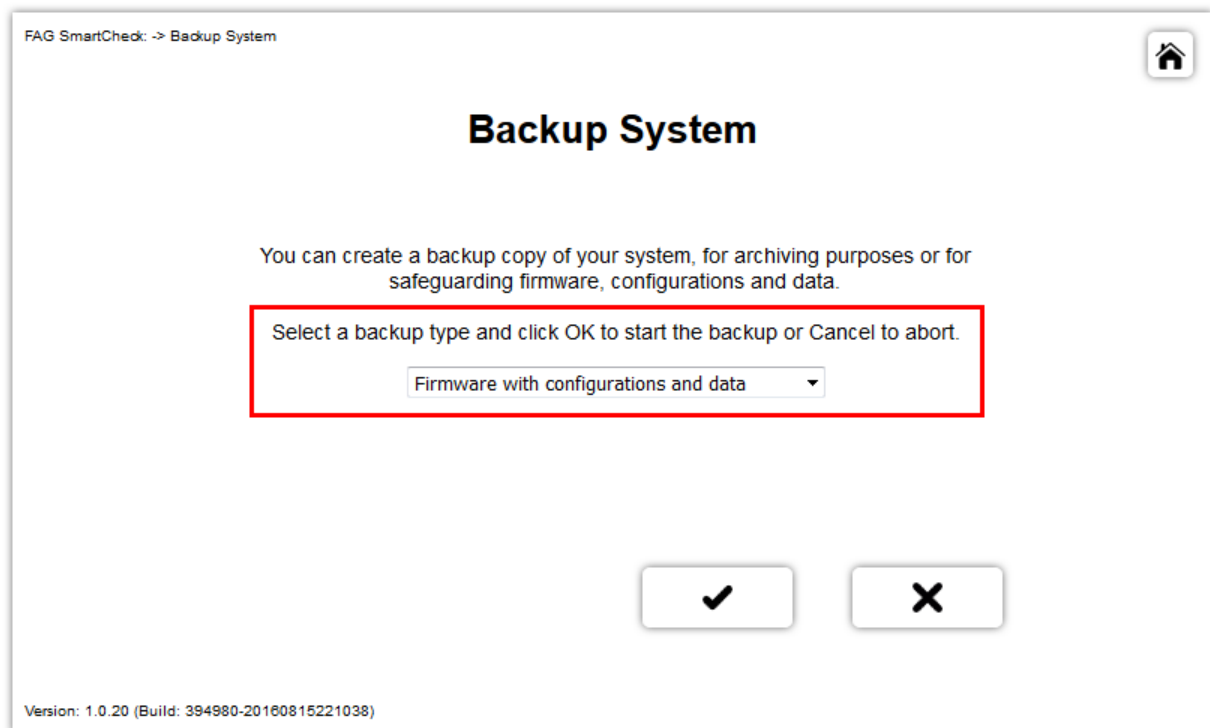 FAG SmartCheck: -> Backup System
Backup System
You can create a backup copy of your system, for archiving purposes or for
safeguarding firmware, configurations and data.
Select a backup type and click OK to start the backup or Cancel to abort.
Firmware with configurations and data
Version: 1.0.20 (Build: 394980-20160815221038)